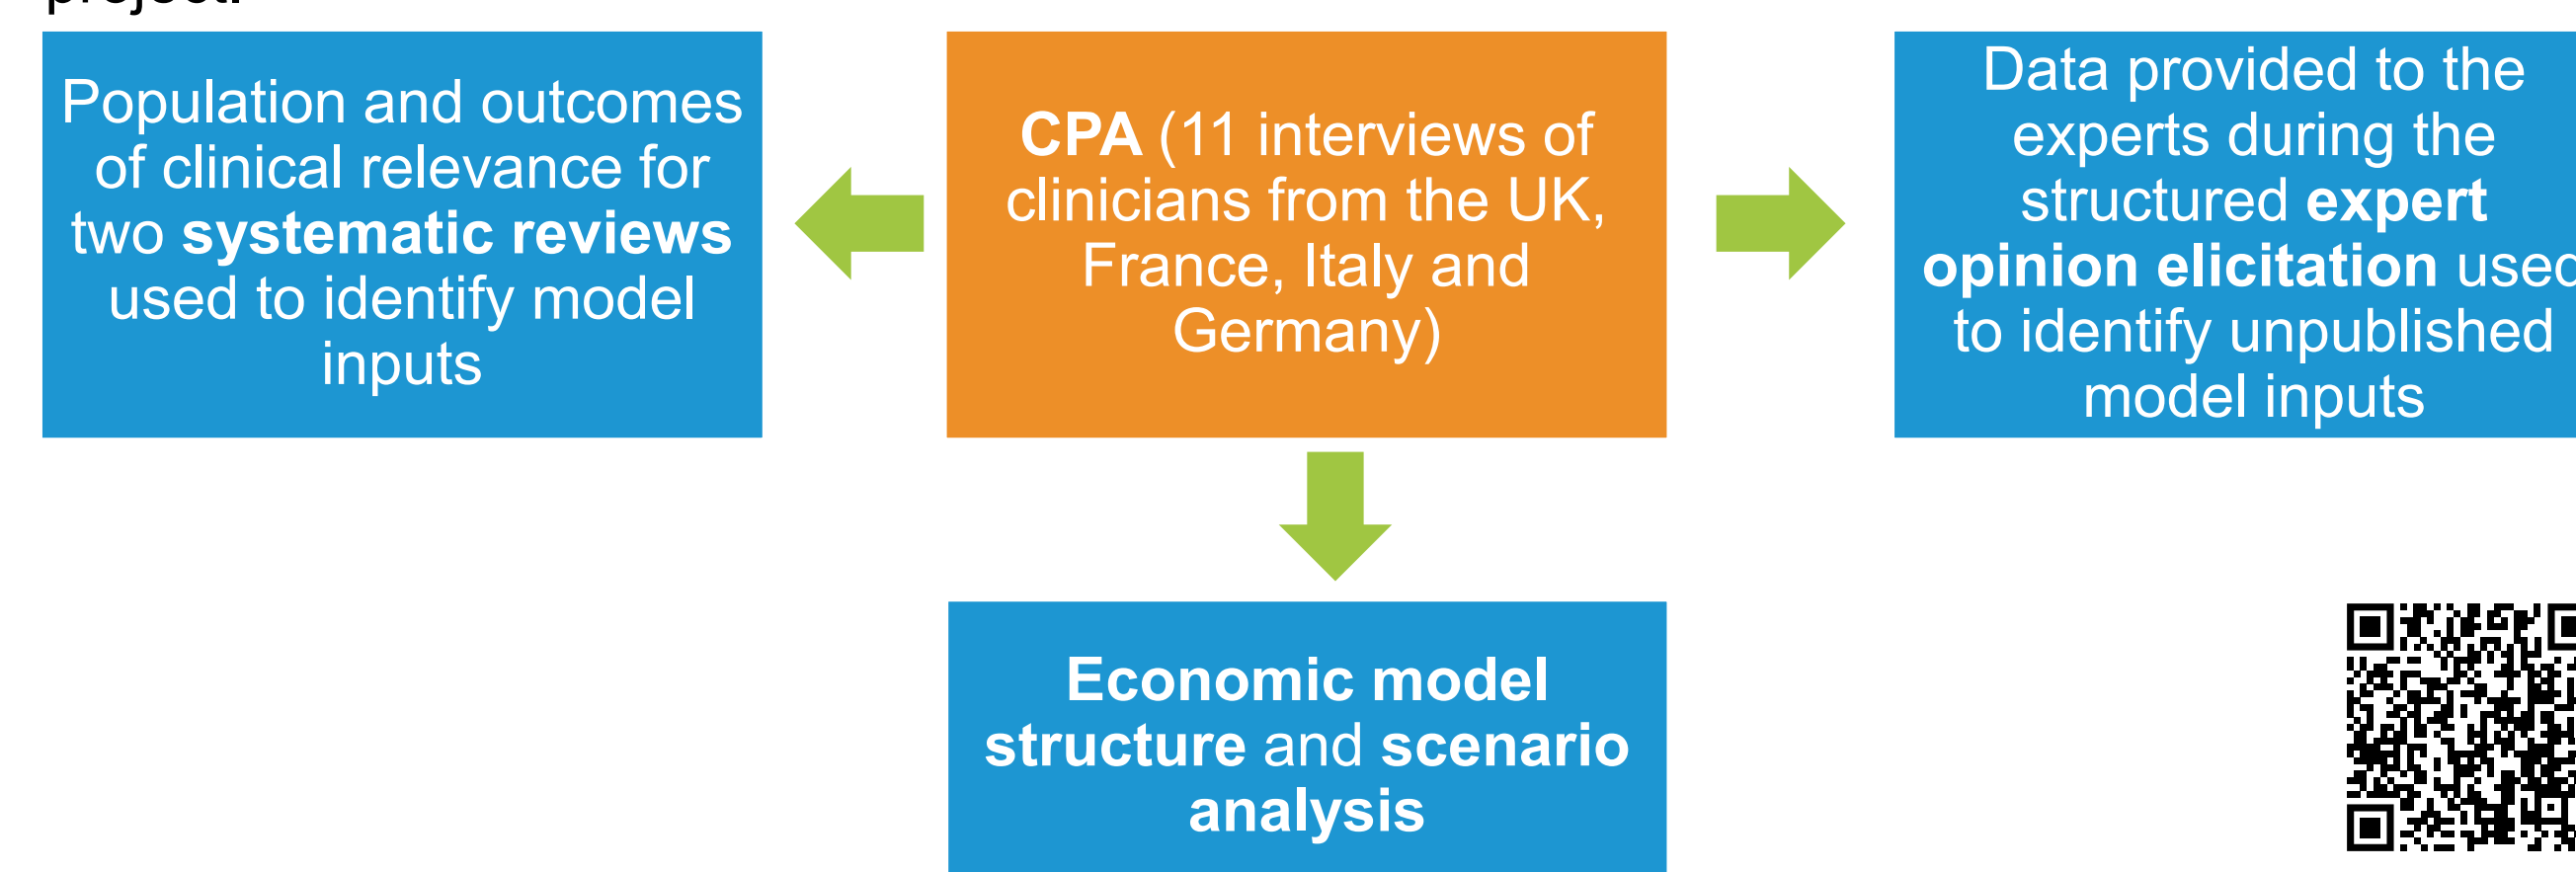 project.
Population and outcomes
of clinical relevance for
two systematic reviews
used to identify model
inputs
CPA (11 interviews of
clinicians from the UK,
France, Italy and
Germany)
Data provided to the
experts during the
structured expert
opinion elicitation used
to identify unpublished
model inputs
Economic model
structure and scenario
analysis